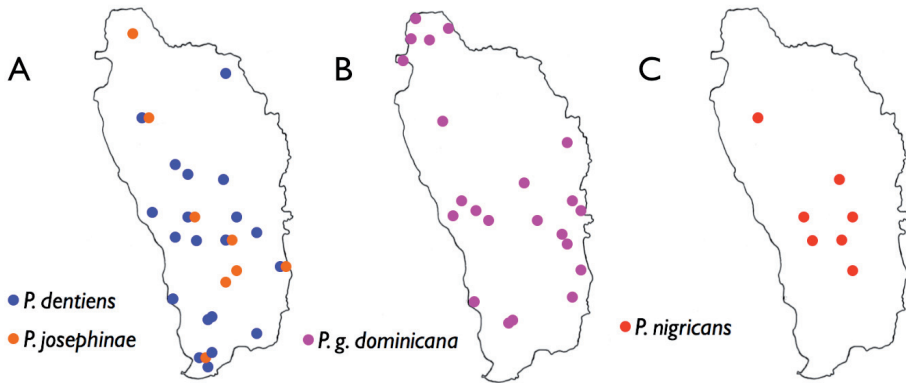 A
B
C
P. dentiens
P. josephinae
P. g. dominicana
P. nigricans